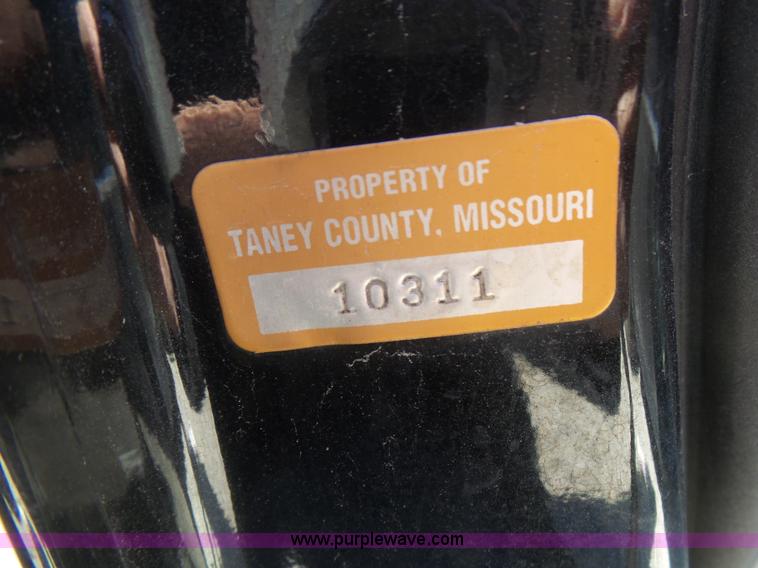 PROPERTY OF
TANEY COUNTY, MISSOURI
10311
www.purplewave.com